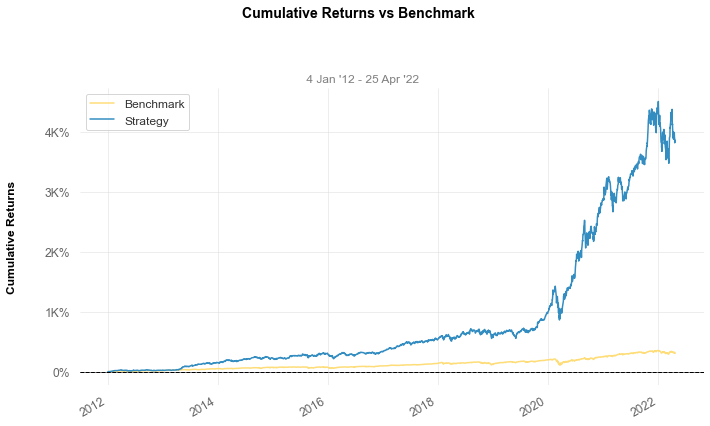 Cumulative Returns vs Benchmark
4 Jan '12 - 25 Apr '22
Benchmark
Strategy
Cumulative Returns
4K%
3K%
2K%
1K%
0%
2012
2014
2016
2018
2020
2022